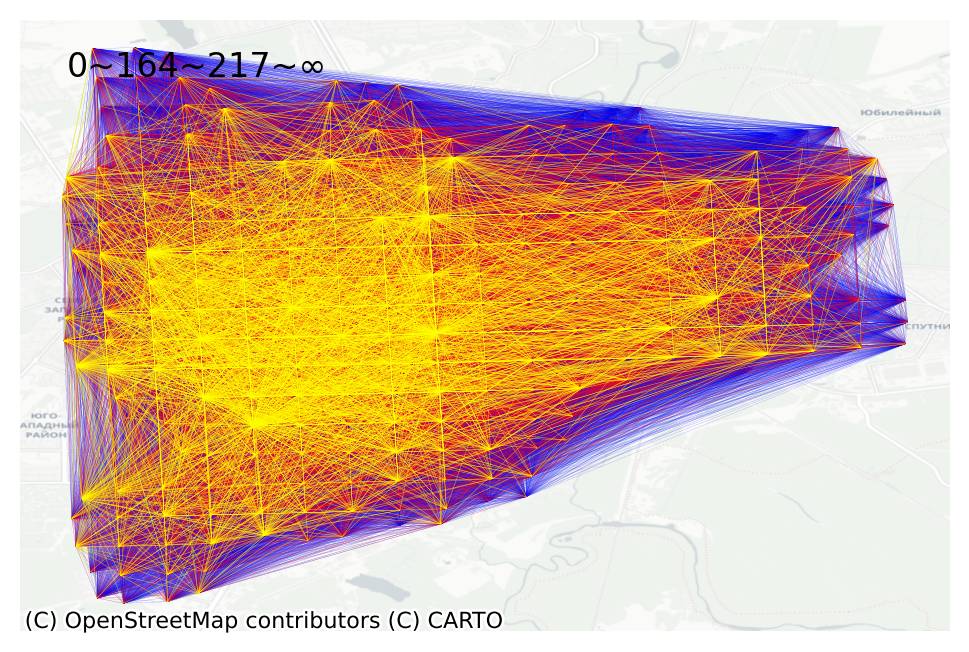 0~164~217~∞
Юбилейный
СПУТНИ
ЮГО-
АПАДНЫЙ
РАЙОН
(C) OpenStreetMap contributors (C) CARTO